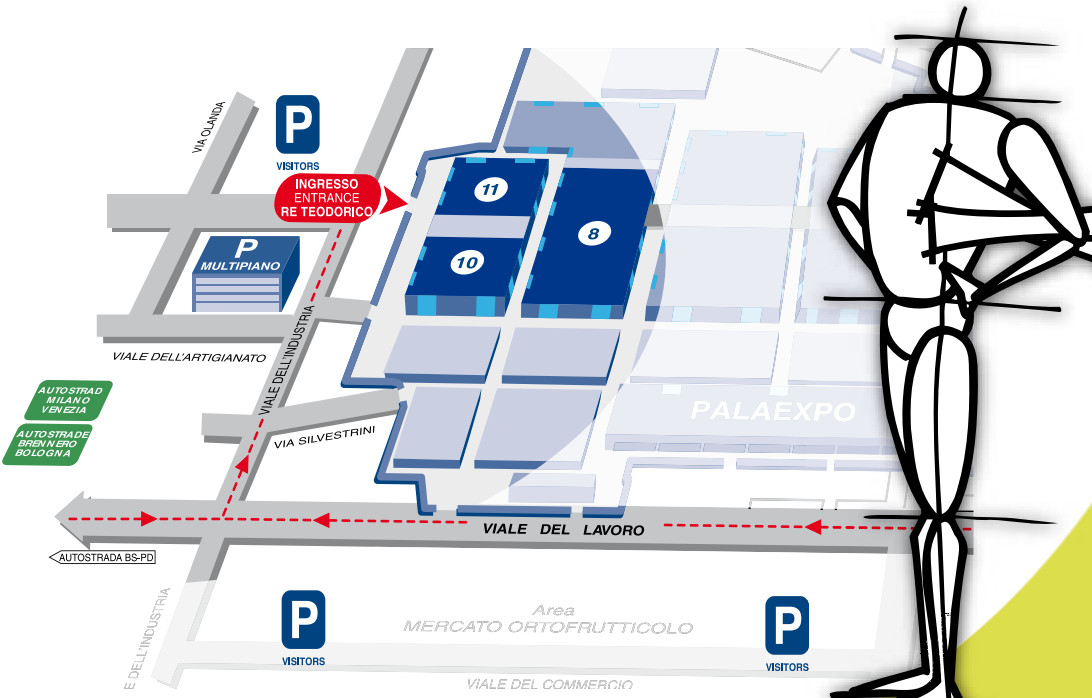 VIA OLANDA
P
VISITORS
INGRESSO
ENTRANCE
RE TEODORICO
11
8
10
P
MULTIPIANO
VIALE DELL'ARTIGIANATO
VIALE DELL'INDUSTRIA
AUTOSTRAD
MILANO
VENEZIA
AUTOSTRADE
BRENNERO
BOLOGNA
VIA SILVESTRINI
PALAEXPO
VIALE DEL LAVORO
AUTOSTRADA BS-PD
E DELL'INDUSTRIA
P
VISITORS
Area
MERCATO ORTOFRUTTICOLO
P
VISITORS
VIALE DEL COMMERCIO